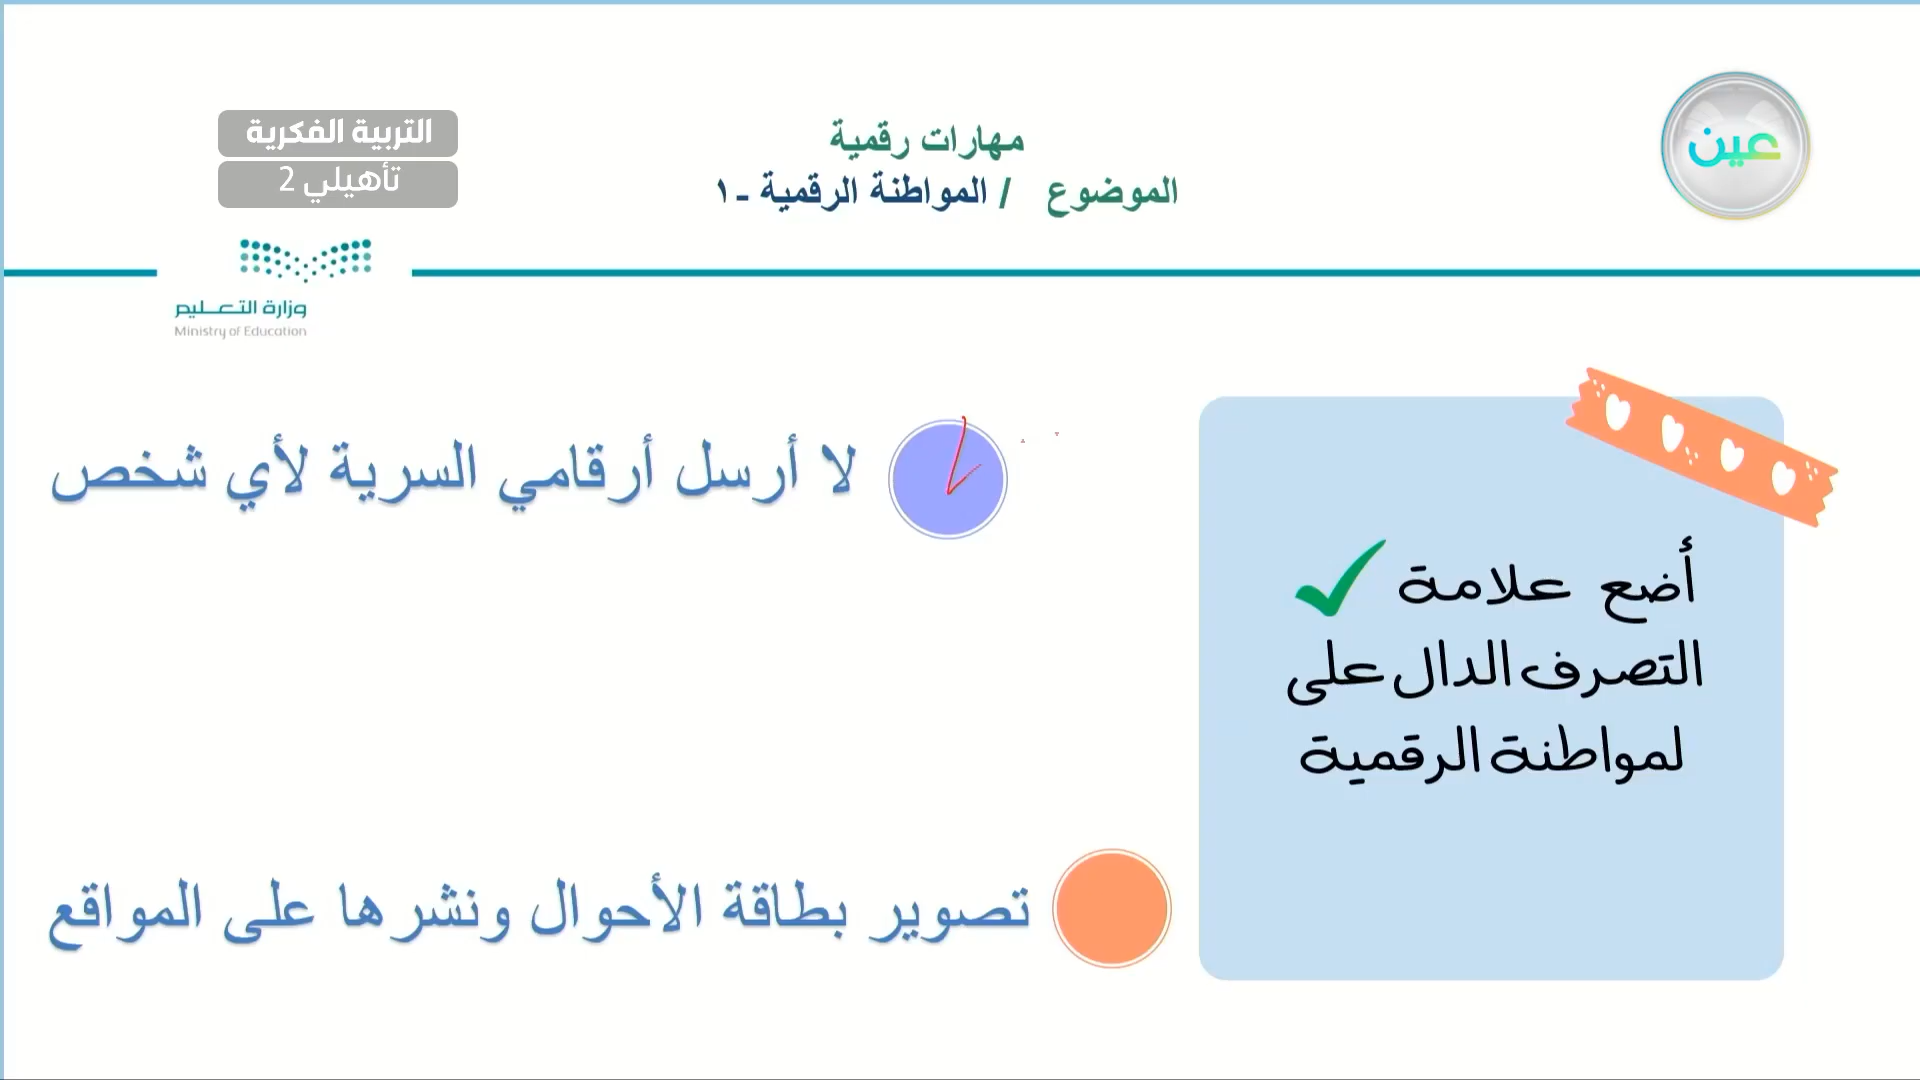 عين
مهارات رقمية
الموضوع / المواطنة الرقمية -١
التربية الفكرية
تأهيلي 2
وزارة التعليم
Ministry of Education
أضع علامة ✓
التصرف الدال على
لمواطنة الرقمية
لا أرسل أرقامي السرية لأي شخص
تصوير بطاقة الأحوال ونشرها على المواقع